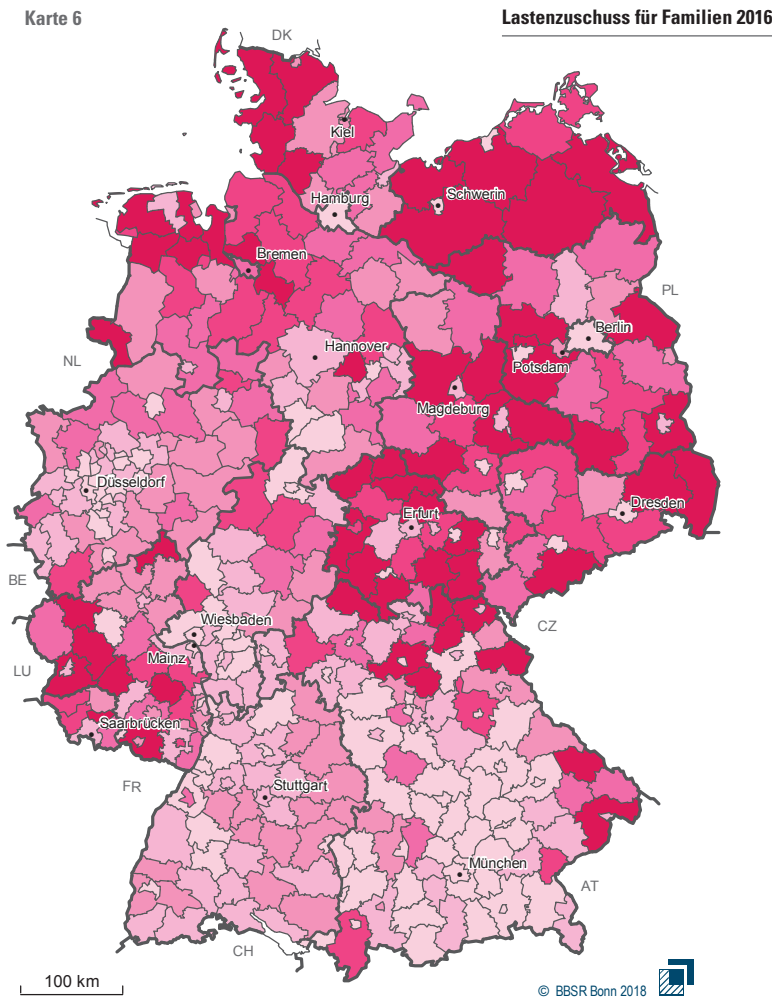 Karte 6
Lastenzuschuss für Familien 2016
DK
Kiel
Hamburg
Schwerin
Bremen
PL
Berlin
Hannover
Potsdam
NL
Magdeburg
Düsseldorf
Dresden
Erfurt
BE
CZ
Wiesbaden
Mainz
LU
Saarbrücken
FR
Stuttgart
München
AT
CH
100 km
© BBSR Bonn 2018